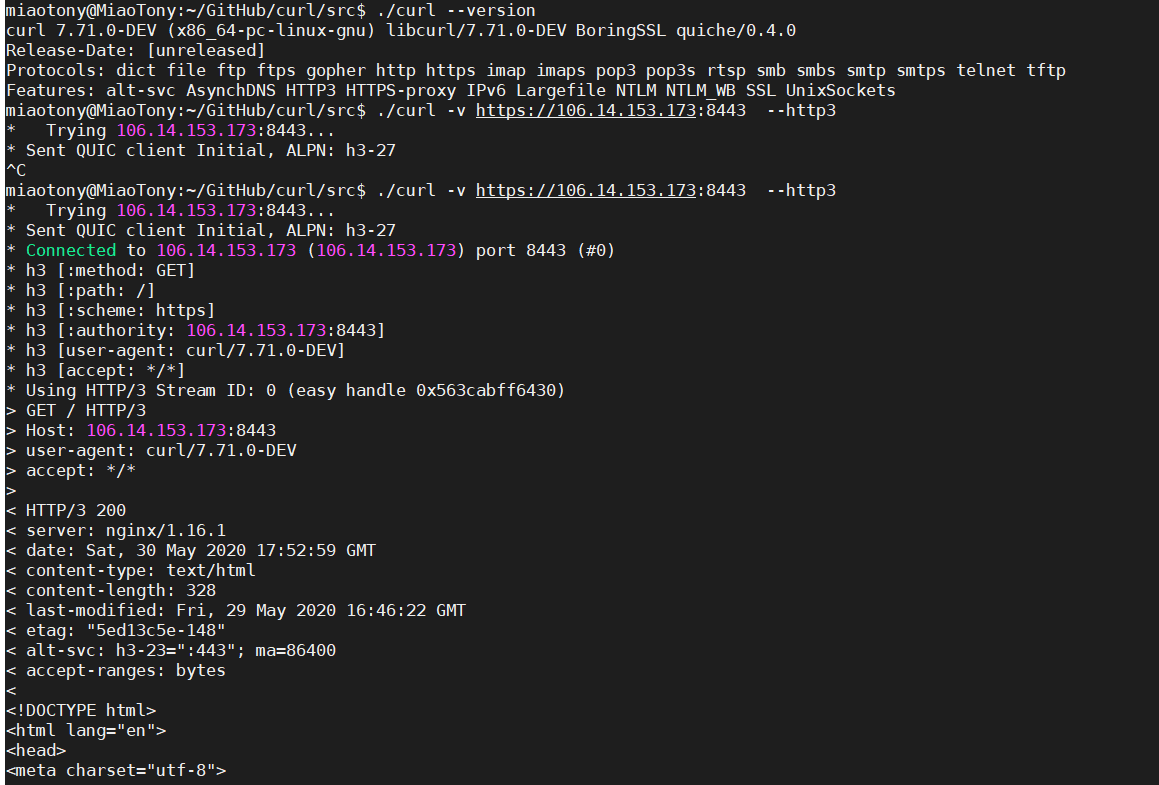 miaotony@MiaoTony:~/GitHub/curl/src$ ./curl --version
curl 7.71.0-DEV (x86_64-pc-linux-gnu) libcurl/7.71.0-DEV BoringSSL quiche/0.4.0
Release-Date: [unreleased]
Protocols: dict file ftp ftps gopher http https imap imaps pop3 pop3s rtsp smb smbs smtp smtps telnet tftp
Features: alt-svc AsynchDNS HTTP3 HTTPS-proxy IPv6 Largefile NTLM NTLM_WB SSL UnixSockets
miaotony@MiaoTony:~/GitHub/curl/src$ ./curl -v https://106.14.153.173:8443  --http3
*   Trying 106.14.153.173:8443...
* Sent QUIC client Initial, ALPN: h3-27
^C
miaotony@MiaoTony:~/GitHub/curl/src$ ./curl -v https://106.14.153.173:8443  --http3
*   Trying 106.14.153.173:8443...
* Sent QUIC client Initial, ALPN: h3-27
* Connected to 106.14.153.173 (106.14.153.173) port 8443 (#0)
* h3 [:method: GET]
* h3 [:path: /]
* h3 [:scheme: https]
* h3 [:authority: 106.14.153.173:8443]
* h3 [user-agent: curl/7.71.0-DEV]
* h3 [accept: */*]
* Using HTTP/3 Stream ID: 0 (easy handle 0x563cabff6430)
> GET / HTTP/3
> Host: 106.14.153.173:8443
> user-agent: curl/7.71.0-DEV
> accept: */*
>
< HTTP/3 200
< server: nginx/1.16.1
< date: Sat, 30 May 2020 17:52:59 GMT
< content-type: text/html
< content-length: 328
< last-modified: Fri, 29 May 2020 16:46:22 GMT
< etag: "5ed13c5e-148"
< alt-svc: h3-23=":443"; ma=86400
< accept-ranges: bytes
<
<!DOCTYPE html>
<html lang="en">
<head>
<meta charset="utf-8">